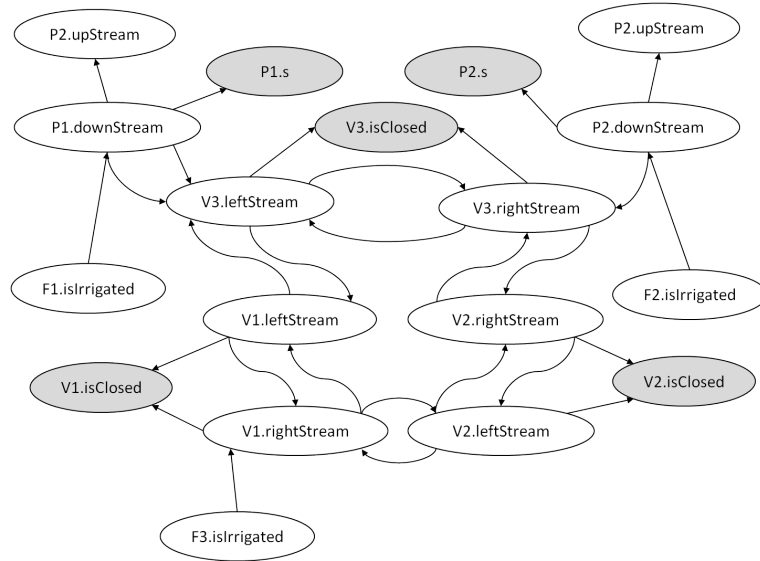 P2.upStream
P2.upStream
P1.s
P2.s
P1.downStream
V3.isClosed
P2.downStream
V3.leftStream
V3.rightStream
F1.isIrrigated
F2.isIrrigated
V1.leftStream
V2.rightStream
V1.isClosed
V2.isClosed
V1.rightStream
V2.leftStream
F3.isIrrigated